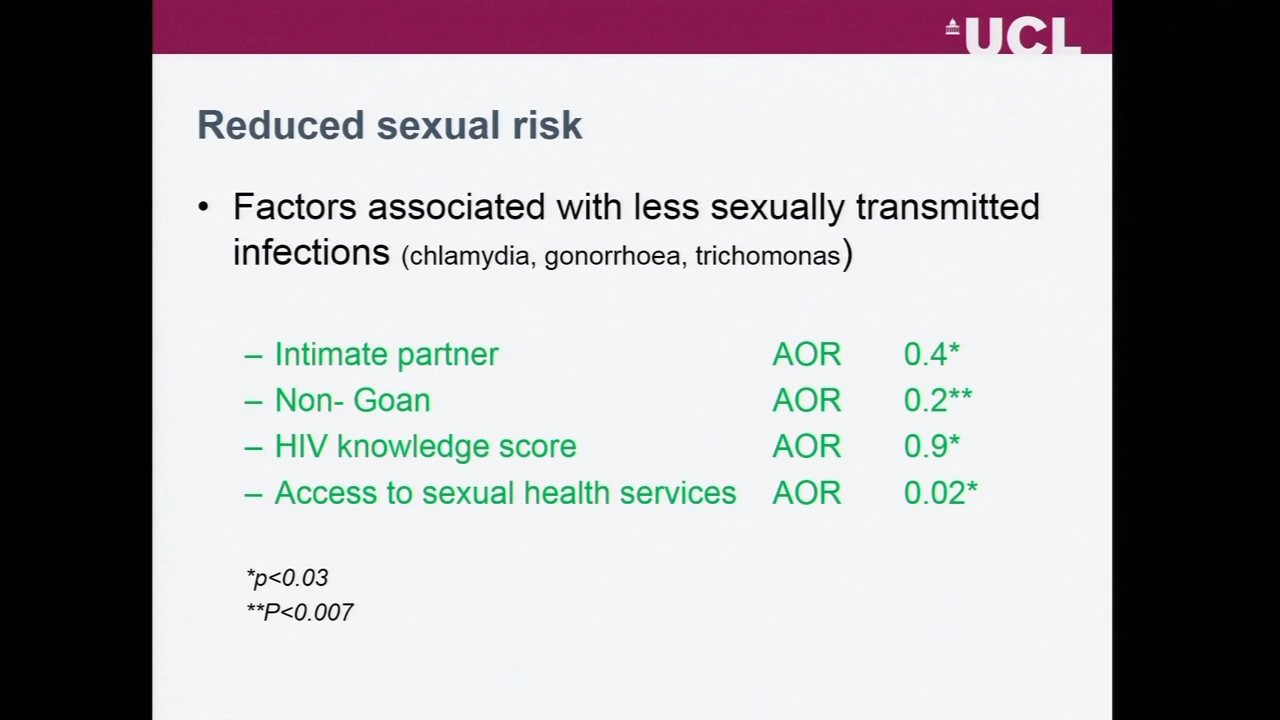 UCL
Reduced sexual risk
• Factors associated with less sexually transmitted
infections (chlamydia, gonorrhoea, trichomonas)
– Intimate partner AOR 0.4*
– Non- Goan AOR 0.2**
– HIV knowledge score AOR 0.9*
– Access to sexual health services AOR 0.02*
*p<0.03
**P<0.007